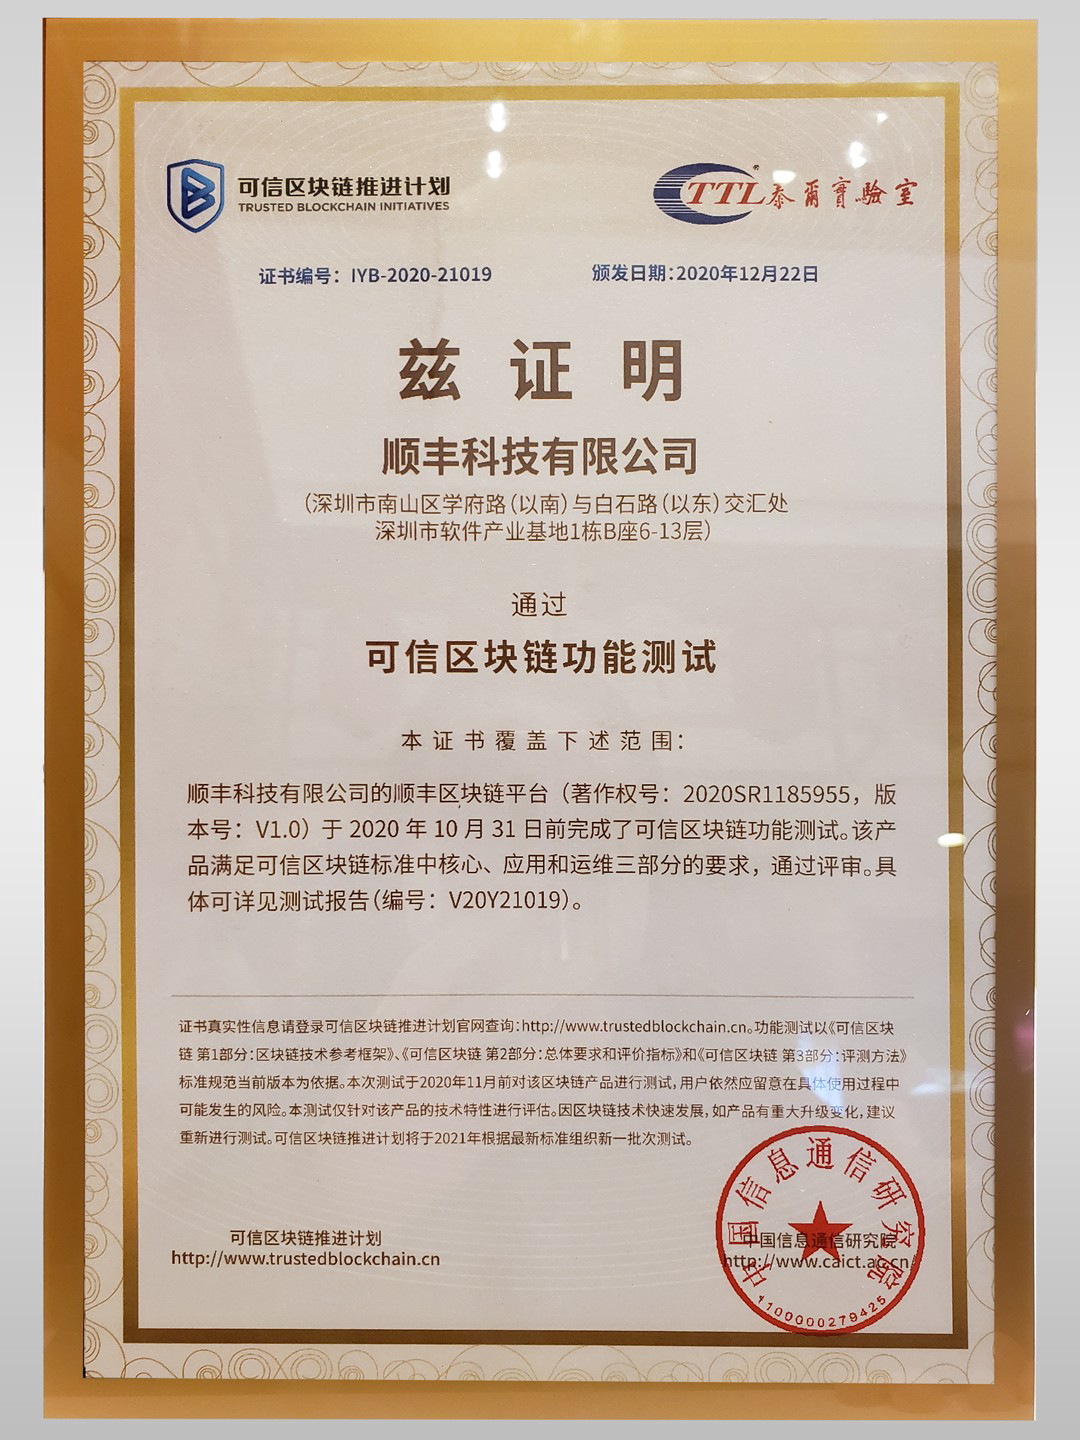 可信区块链推进计划
TRUSTED BLOCKCHAIN INITIATIVES
TTL泰爾實驗室
证书编号：IYB-2020-21019
颁发日期：2020年12月22日
兹证明
顺丰科技有限公司
（深圳市南山区学府路（以南）与白石路（以东）交汇处
深圳市软件产业基地1栋B座6-13层）
通过
可信区块链功能测试
本证书覆盖下述范围：
顺丰科技有限公司的顺丰区块链平台（著作权号：2020SR1185955，版
本号：V1.0）于 2020 年 10 月 31 日前完成了可信区块链功能测试。该产
品满足可信区块链标准中核心、应用和运维三部分的要求，通过评审。具
体可详见测试报告（编号：V20Y21019）。
证书真实性信息请登录可信区块链推进计划官网查询：http://www.trustedblockchain.cn。功能测试以《可信区块
链 第1部分：区块链技术参考框架》、《可信区块链 第2部分：总体要求和评价指标》和《可信区块链 第3部分：评测方法》
标准规范当前版本为依据。本次测试于2020年11月前对该区块链产品进行测试，用户依然应留意在具体使用过程中
可能发生的风险。本测试仅针对该产品的技术特性进行评估。因区块链技术快速发展，如产品有重大升级变化，建议
重新进行测试。可信区块链推进计划将于2021年根据最新标准组织新一批次测试。
可信区块链推进计划
http://www.trustedblockchain.cn
中国信息通信研究院
http://www.caict.ac.cn/
中国信息通信研究院
1100000279425